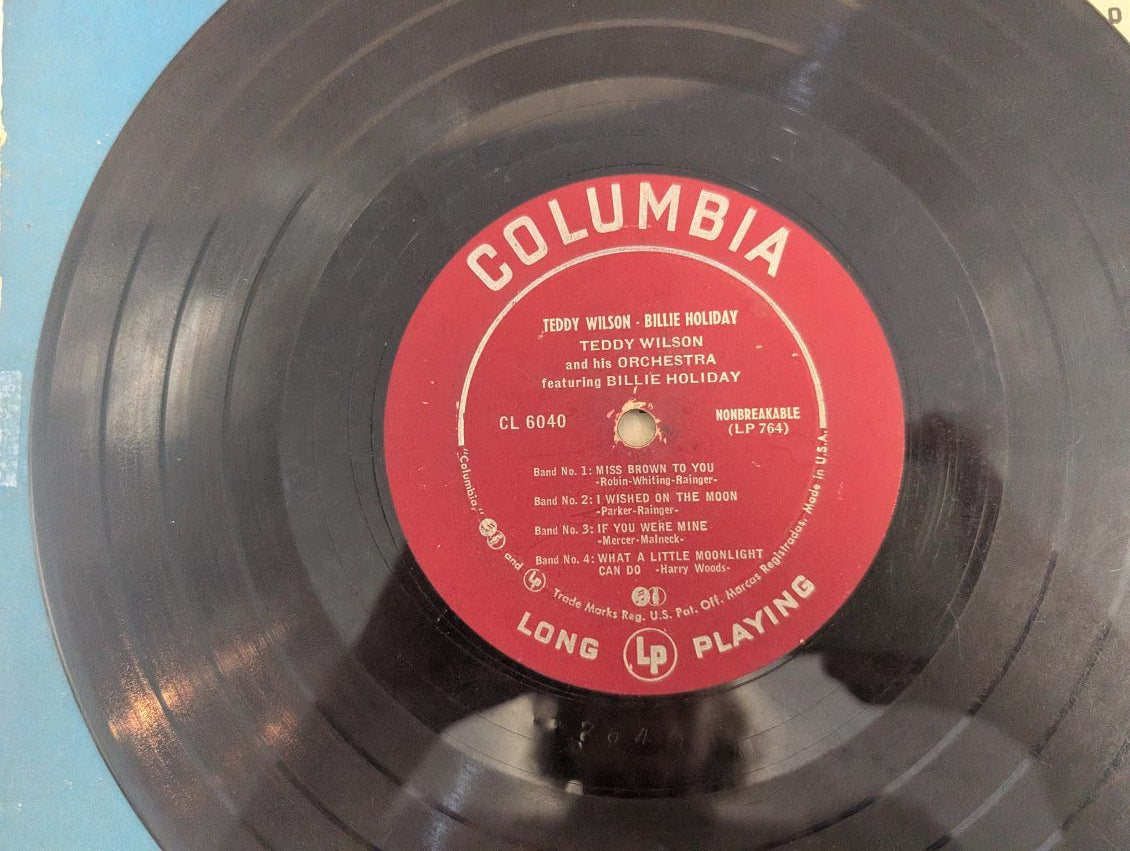 COLUMBIA
TEDDY WILSON - BILLIE HOLIDAY
TEDDY WILSON
and his ORCHESTRA
featuring BILLIE HOLIDAY
CL 6040
NONBREAKABLE
(LP 764)
Band No. 1: MISS BROWN TO YOU
-Robin-Whiting-Rainger-
Band No. 2: I WISHED ON THE MOON
-Parker-Rainger-
Band No. 3: IF YOU WERE MINE
-Mercer-Malneck-
Band No. 4: WHAT A LITTLE MOONLIGHT
CAN DO -Harry Woods-
"Columbia," and LP Trade Marks Reg. U.S. Pat. Off. Marcas Registradas. Made in U.S.A.
LONG LP PLAYING